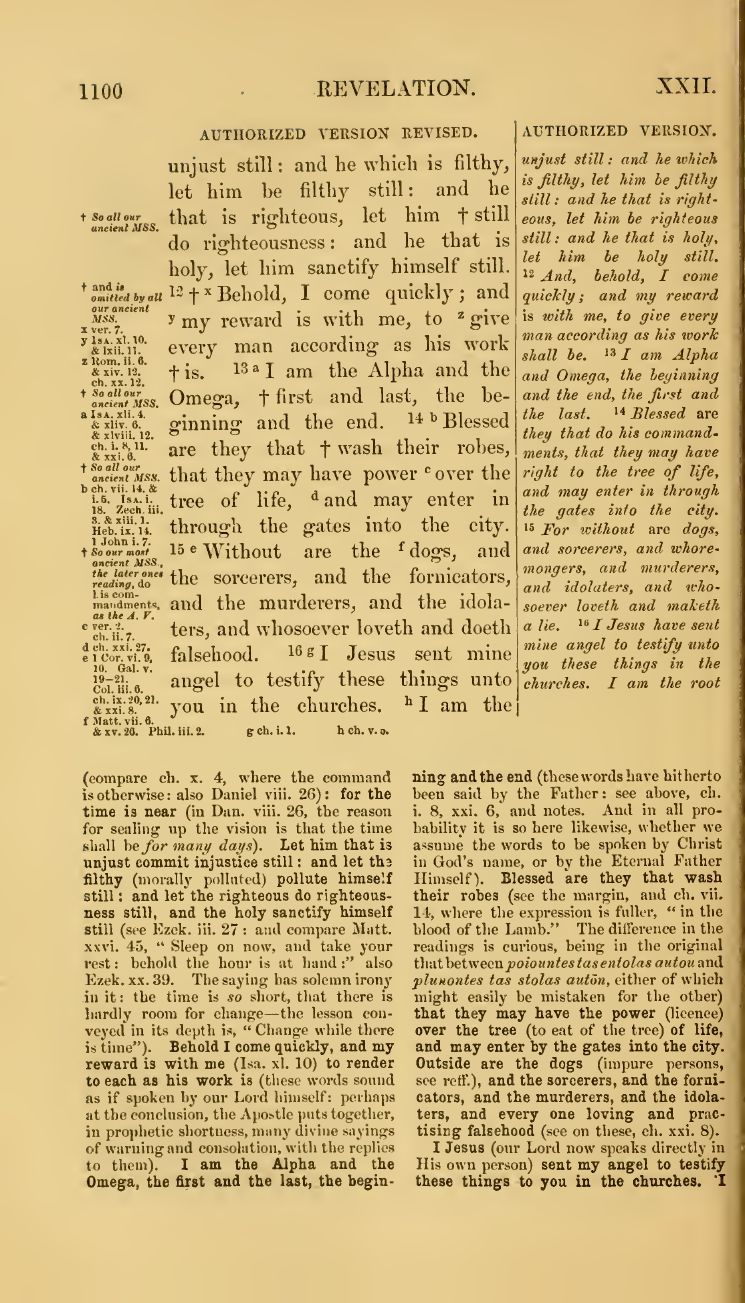 1100 REVELATION. XXII.
AUTHORIZED VERSION REVISED.
unjust still: and he which is filthy,
let him be filthy still: and he
that is righteous, let him † still
do righteousness: and he that is
holy, let him sanctify himself still.
12 † x Behold, I come quickly; and
y my reward is with me, to z give
every man according as his work
† is. 13 a I am the Alpha and the
Omega, † first and last, the be-
ginning and the end. 14 b Blessed
are they that † wash their robes,
that they may have power c over the
tree of life, d and may enter in
through the gates into the city.
15 e Without are the f dogs, and
the sorcerers, and the fornicators,
and the murderers, and the idola-
ters, and whosoever loveth and doeth
falsehood. 16 g I Jesus sent mine
angel to testify these things unto
you in the churches. h I am the
† So all our
ancient MSS.
† and is
omitted by all
our ancient
MSS.
x ver. 7.
y Isa. xl. 10.
& lxii. 11.
z Rom. ii. 6.
& xiv. 12.
ch. xx. 12.
† So all our
ancient MSS.
a Isa. xli. 4.
& xliv. 6.
& xlviii. 12.
ch. i. 8, 11.
& xxi. 6.
† So all our
ancient MSS.
b ch. vii. 14. &
i. 5. Isa. i.
18. Zech. iii.
3. & xiii. 1.
Heb. ix. 14.
1 John i. 7.
† So our most
ancient MSS.,
the later ones
reading, do
his com-
mandments,
as the A. V.
c ver. 2.
ch. ii. 7.
d ch. xxi. 27.
e 1 Cor. vi. 9,
10. Gal. v.
19–21.
Col. iii. 6.
ch. ix. 20, 21.
& xxi. 8.
f Matt. vii. 6.
& xv. 26. Phil. iii. 2. g ch. i. 1. h ch. v. 5.
AUTHORIZED VERSION.
unjust still: and he which
is filthy, let him be filthy
still: and he that is right-
eous, let him be righteous
still: and he that is holy,
let him be holy still.
12 And, behold, I come
quickly; and my reward
is with me, to give every
man according as his work
shall be. 13 I am Alpha
and Omega, the beginning
and the end, the first and
the last. 14 Blessed are
they that do his command-
ments, that they may have
right to the tree of life,
and may enter in through
the gates into the city.
15 For without are dogs,
and sorcerers, and whore-
mongers, and murderers,
and idolaters, and who-
soever loveth and maketh
a lie. 16 I Jesus have sent
mine angel to testify unto
you these things in the
churches. I am the root
(compare ch. x. 4, where the command
is otherwise: also Daniel viii. 26): for the
time is near (in Dan. viii. 26, the reason
for sealing up the vision is that the time
shall be for many days). Let him that is
unjust commit injustice still: and let the
filthy (morally polluted) pollute himself
still: and let the righteous do righteous-
ness still, and the holy sanctify himself
still (see Ezek. iii. 27: and compare Matt.
xxvi. 45, “Sleep on now, and take your
rest: behold the hour is at hand:” also
Ezek. xx. 39. The saying has solemn irony
in it: the time is so short, that there is
hardly room for change—the lesson con-
veyed in its depth is, “Change while there
is time”). Behold I come quickly, and my
reward is with me (Isa. xl. 10) to render
to each as his work is (these words sound
as if spoken by our Lord himself: perhaps
at the conclusion, the Apostle puts together,
in prophetic shortness, many divine sayings
of warning and consolation, with the replies
to them). I am the Alpha and the
Omega, the first and the last, the begin-
ning and the end (these words have hitherto
been said by the Father: see above, ch.
i. 8, xxi. 6, and notes. And in all pro-
bability it is so here likewise, whether we
assume the words to be spoken by Christ
in God's name, or by the Eternal Father
Himself). Blessed are they that wash
their robes (see the margin, and ch. vii.
14, where the expression is fuller, “in the
blood of the Lamb.” The difference in the
readings is curious, being in the original
that between poiountes tas entolas autou and
plunontes tas stolas autōn, either of which
might easily be mistaken for the other)
that they may have the power (licence)
over the tree (to eat of the tree) of life,
and may enter by the gates into the city.
Outside are the dogs (impure persons,
see reff.), and the sorcerers, and the forni-
cators, and the murderers, and the idola-
ters, and every one loving and prac-
tising falsehood (see on these, ch. xxi. 8).
I Jesus (our Lord now speaks directly in
His own person) sent my angel to testify
these things to you in the churches. I